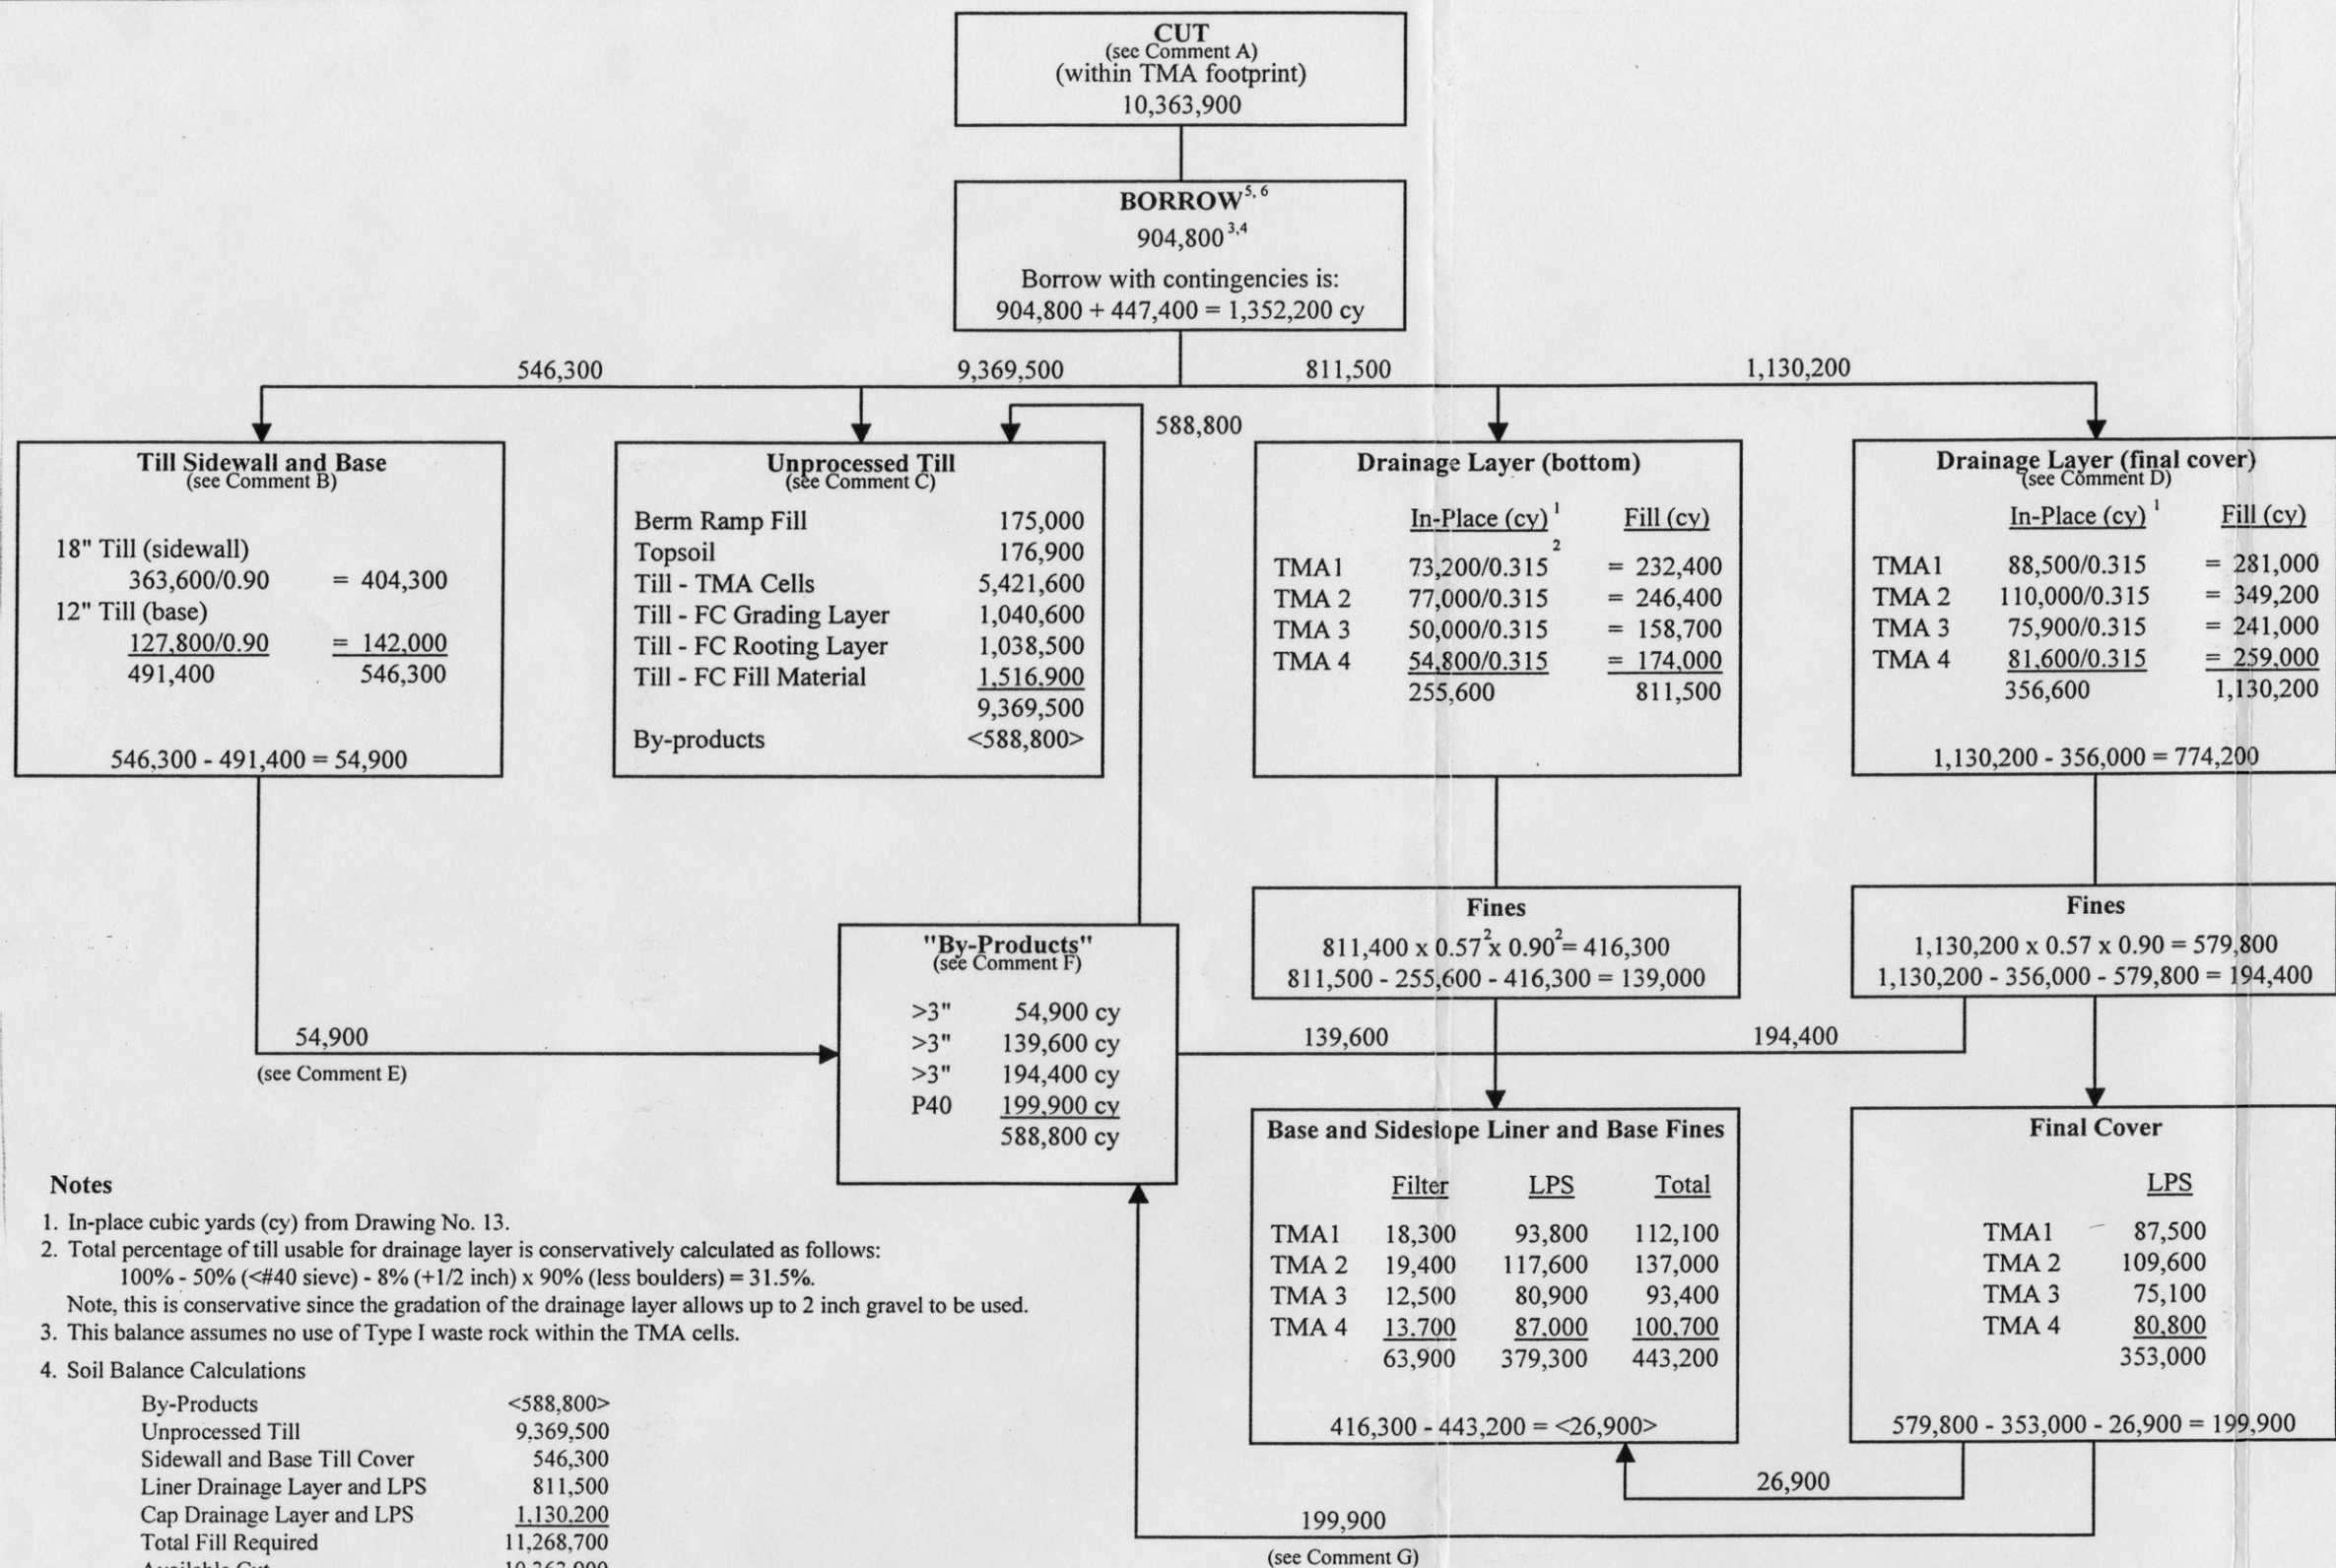 CUT
(see Comment A)
(within TMA footprint)
10,363,900
BORROW5, 6
904,800 3,4
Borrow with contingencies is:
904,800 + 447,400 = 1,352,200 cy
546,300 9,369,500 811,500 1,130,200
588,800
Till Sidewall and Base
(see Comment B)
18" Till (sidewall)
363,600/0.90 = 404,300
12" Till (base)
127,800/0.90 = 142,000
491,400 546,300
546,300 - 491,400 = 54,900
Unprocessed Till
(see Comment C)
Berm Ramp Fill 175,000
Topsoil 176,900
Till - TMA Cells 5,421,600
Till - FC Grading Layer 1,040,600
Till - FC Rooting Layer 1,038,500
Till - FC Fill Material 1,516,900
9,369,500
By-products <588,800>
Drainage Layer (bottom)
In-Place (cy) 1 Fill (cy)
TMA1 73,200/0.315 2 = 232,400
TMA 2 77,000/0.315 = 246,400
TMA 3 50,000/0.315 = 158,700
TMA 4 54,800/0.315 = 174,000
255,600 811,500
Drainage Layer (final cover)
(see Comment D)
In-Place (cy) 1 Fill (cy)
TMA1 88,500/0.315 = 281,000
TMA 2 110,000/0.315 = 349,200
TMA 3 75,900/0.315 = 241,000
TMA 4 81,600/0.315 = 259,000
356,600 1,130,200
1,130,200 - 356,000 = 774,200
Fines
811,400 x 0.57 2 x 0.90 2 = 416,300
811,500 - 255,600 - 416,300 = 139,000
Fines
1,130,200 x 0.57 x 0.90 = 579,800
1,130,200 - 356,000 - 579,800 = 194,400
54,900
(see Comment E)
"By-Products"
(see Comment F)
>3" 54,900 cy
>3" 139,600 cy
>3" 194,400 cy
P40 199,900 cy
588,800 cy
139,600 194,400
Base and Sideslope Liner and Base Fines
Filter LPS Total
TMA1 18,300 93,800 112,100
TMA 2 19,400 117,600 137,000
TMA 3 12,500 80,900 93,400
TMA 4 13,700 87,000 100,700
63,900 379,300 443,200
416,300 - 443,200 = <26,900>
Final Cover
LPS
TMA1 87,500
TMA 2 109,600
TMA 3 75,100
TMA 4 80,800
353,000
579,800 - 353,000 - 26,900 = 199,900
26,900
199,900
(see Comment G)
Notes
1. In-place cubic yards (cy) from Drawing No. 13.
2. Total percentage of till usable for drainage layer is conservatively calculated as follows:
100% - 50% (<#40 sieve) - 8% (+1/2 inch) x 90% (less boulders) = 31.5%.
Note, this is conservative since the gradation of the drainage layer allows up to 2 inch gravel to be used.
3. This balance assumes no use of Type I waste rock within the TMA cells.
4. Soil Balance Calculations
By-Products <588,800>
Unprocessed Till 9,369,500
Sidewall and Base Till Cover 546,300
Liner Drainage Layer and LPS 811,500
Cap Drainage Layer and LPS 1,130,200
Total Fill Required 11,268,700
Available Cut 10,363,900